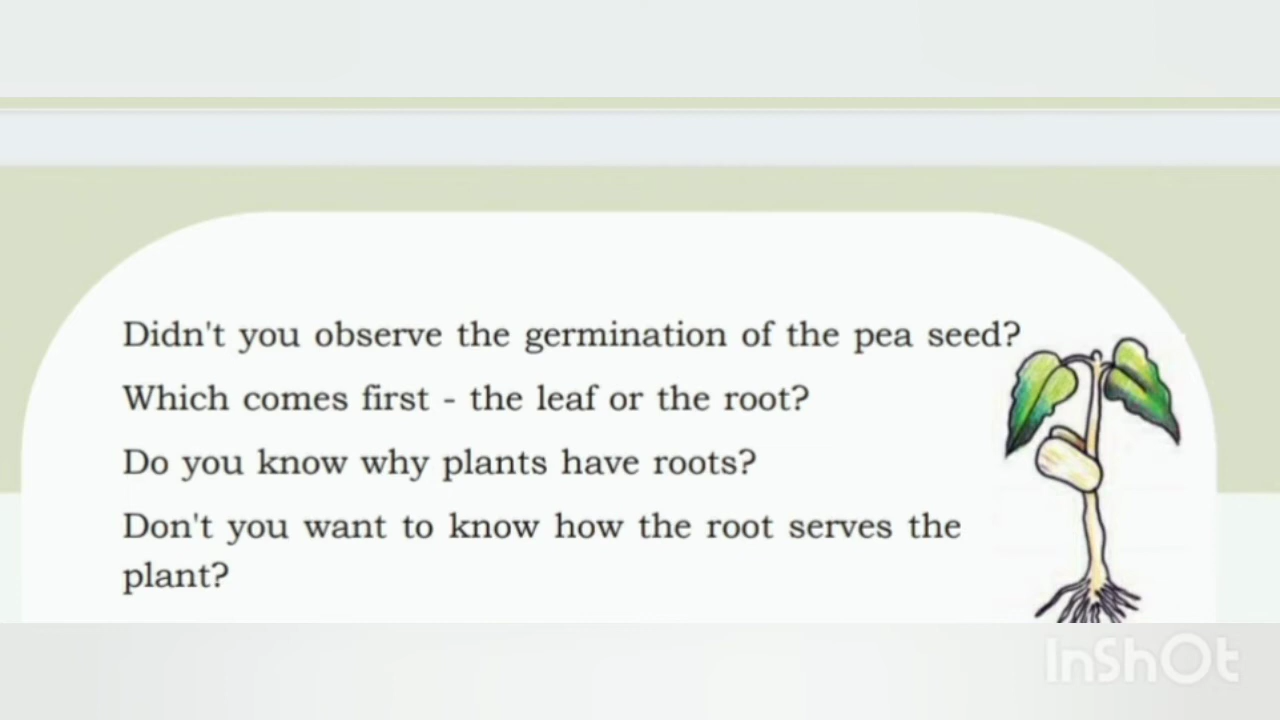 Didn't you observe the germination of the pea seed?
Which comes first - the leaf or the root?
Do you know why plants have roots?
Don't you want to know how the root serves the
plant?
InShOt